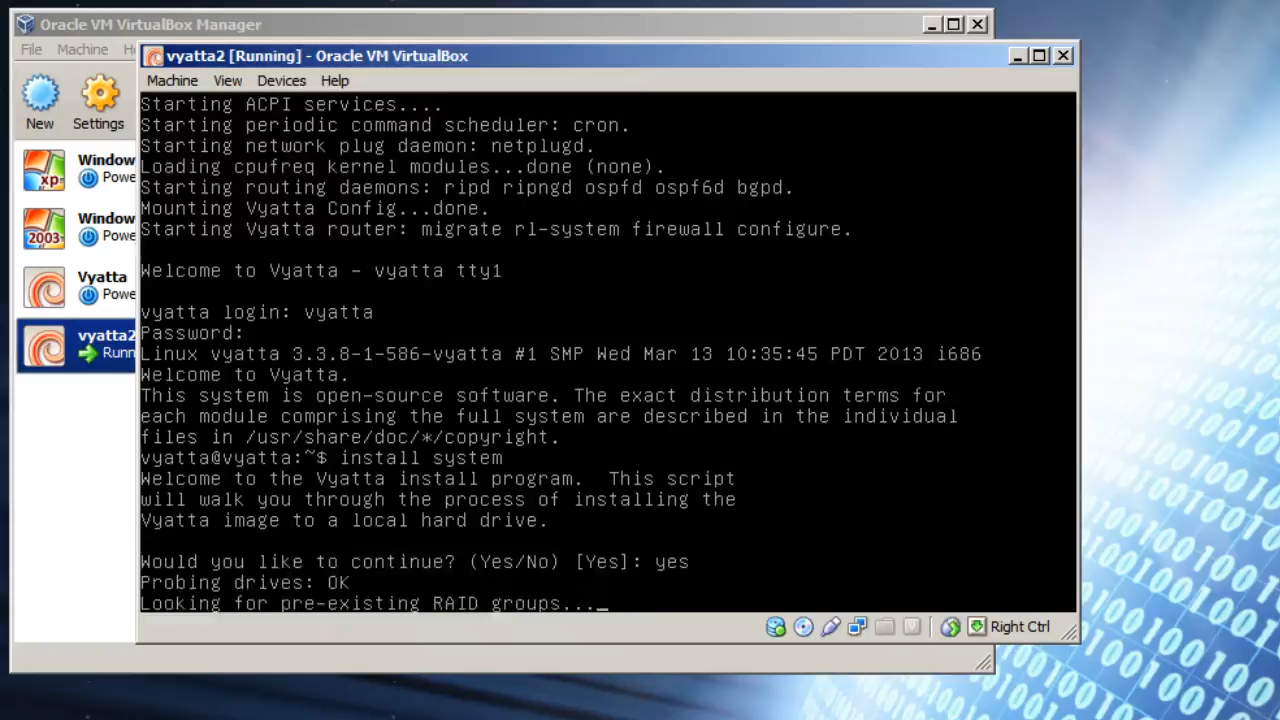 Oracle VM VirtualBox Manager
File Machine H
vyatta2 [Running] - Oracle VM VirtualBox
Machine View Devices Help
New Settings
Window
Powe
xp
Window
Powe
2003
Vyatta
Powe
vyatta2
Runn
Starting ACPI services....
Starting periodic command scheduler: cron.
Starting network plug daemon: netplugd.
Loading cpufreq kernel modules...done (none).
Starting routing daemons: ripd ripngd ospfd ospf6d bgpd.
Mounting Vyatta Config...done.
Starting Vyatta router: migrate rl-system firewall configure.
Welcome to Vyatta - vyatta tty1
vyatta login: vyatta
Password:
Linux vyatta 3.3.8-1-586-vyatta #1 SMP Wed Mar 13 10:35:45 PDT 2013 i686
Welcome to Vyatta.
This system is open-source software. The exact distribution terms for
each module comprising the full system are described in the individual
files in /usr/share/doc/*/copyright.
vyatta@vyatta:~$ install system
Welcome to the Vyatta install program.  This script
will walk you through the process of installing the
Vyatta image to a local hard drive.
Would you like to continue? (Yes/No) [Yes]: yes
Probing drives: OK
Looking for pre-existing RAID groups..._
Right Ctrl